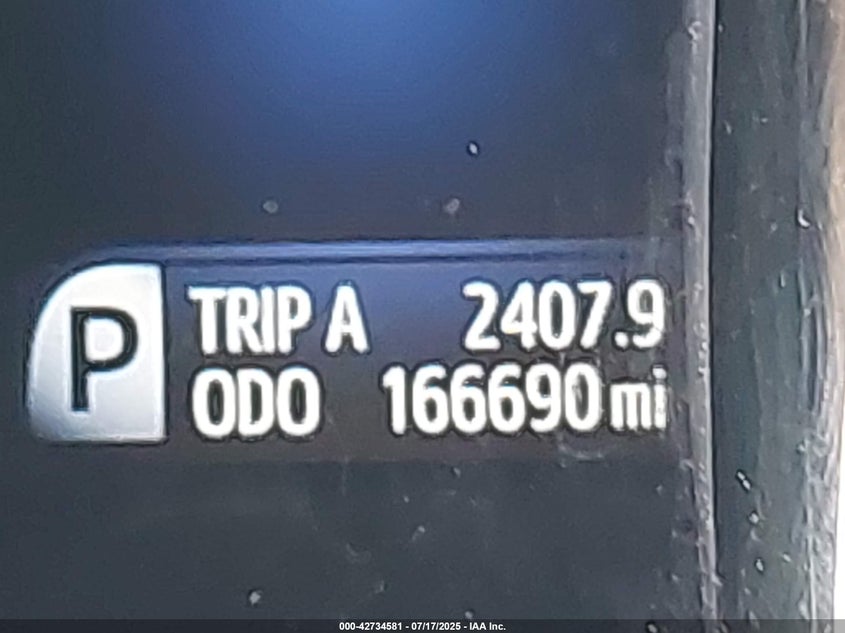 P
TRIP A 2407.9
ODO 166690 mi
000-42734581 - 07/17/2025 - IAA Inc.